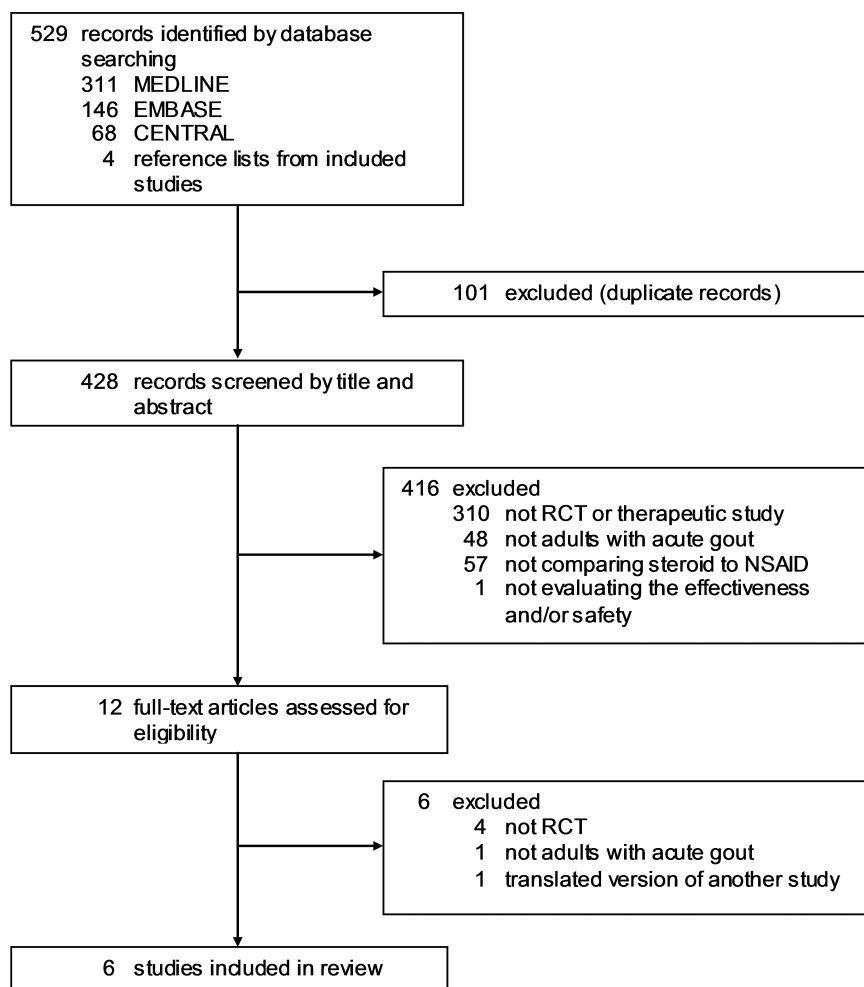 529 records identified by database
searching
311 MEDLINE
146 EMBASE
68 CENTRAL
4 reference lists from included
studies
101 excluded (duplicate records)
428 records screened by title and
abstract
416 excluded
310 not RCT or therapeutic study
48 not adults with acute gout
57 not comparing steroid to NSAID
1 not evaluating the effectiveness
and/or safety
12 full-text articles assessed for
eligibility
6 excluded
4 not RCT
1 not adults with acute gout
1 translated version of another study
6 studies included in review